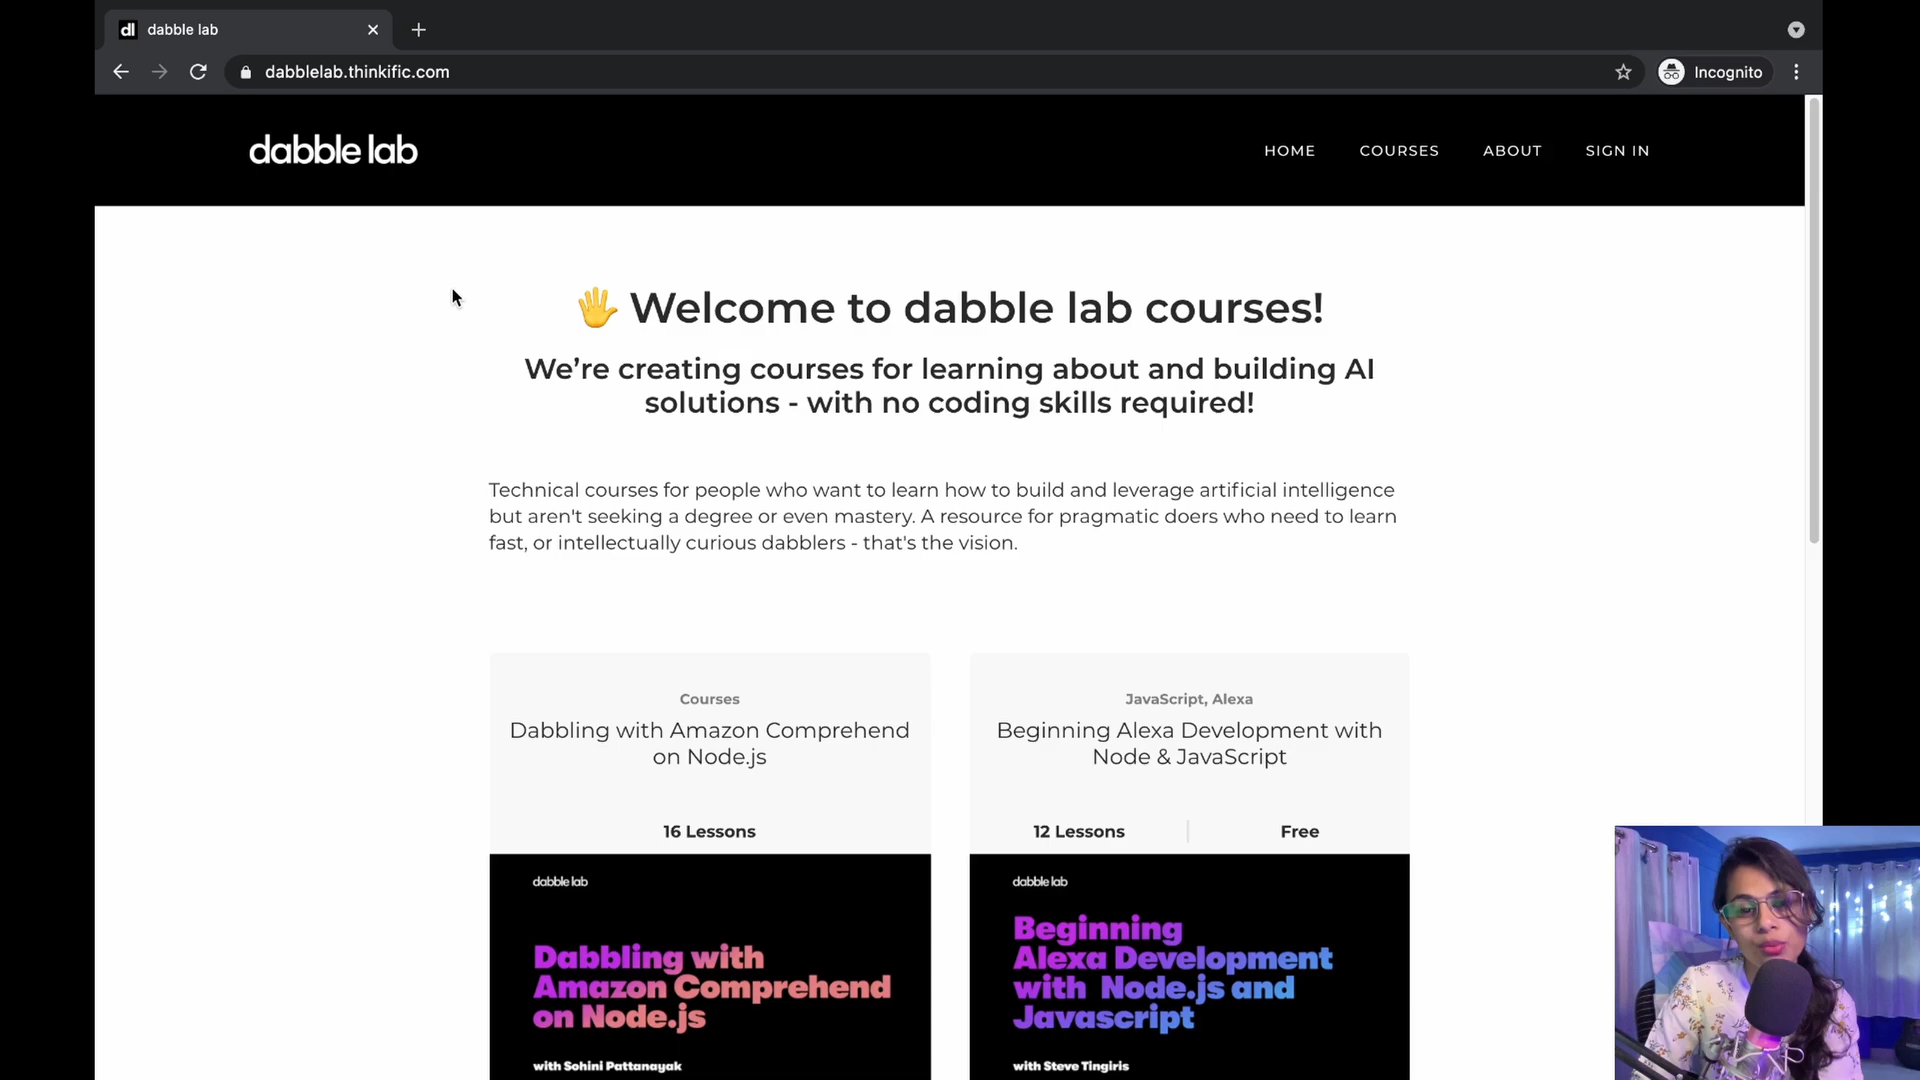 dl dabble lab
dabblelab.thinkific.com
Incognito
dabble lab
HOME COURSES ABOUT SIGN IN
🖐 Welcome to dabble lab courses!
We’re creating courses for learning about and building AI
solutions - with no coding skills required!
Technical courses for people who want to learn how to build and leverage artificial intelligence
but aren't seeking a degree or even mastery. A resource for pragmatic doers who need to learn
fast, or intellectually curious dabblers - that's the vision.
Courses
Dabbling with Amazon Comprehend
on Node.js
16 Lessons
dabble lab
Dabbling with
Amazon Comprehend
on Node.js
with Sohini Pattanayak
JavaScript, Alexa
Beginning Alexa Development with
Node & JavaScript
12 Lessons Free
dabble lab
Beginning
Alexa Development
with Node.js and
Javascript
with Steve Tingiris